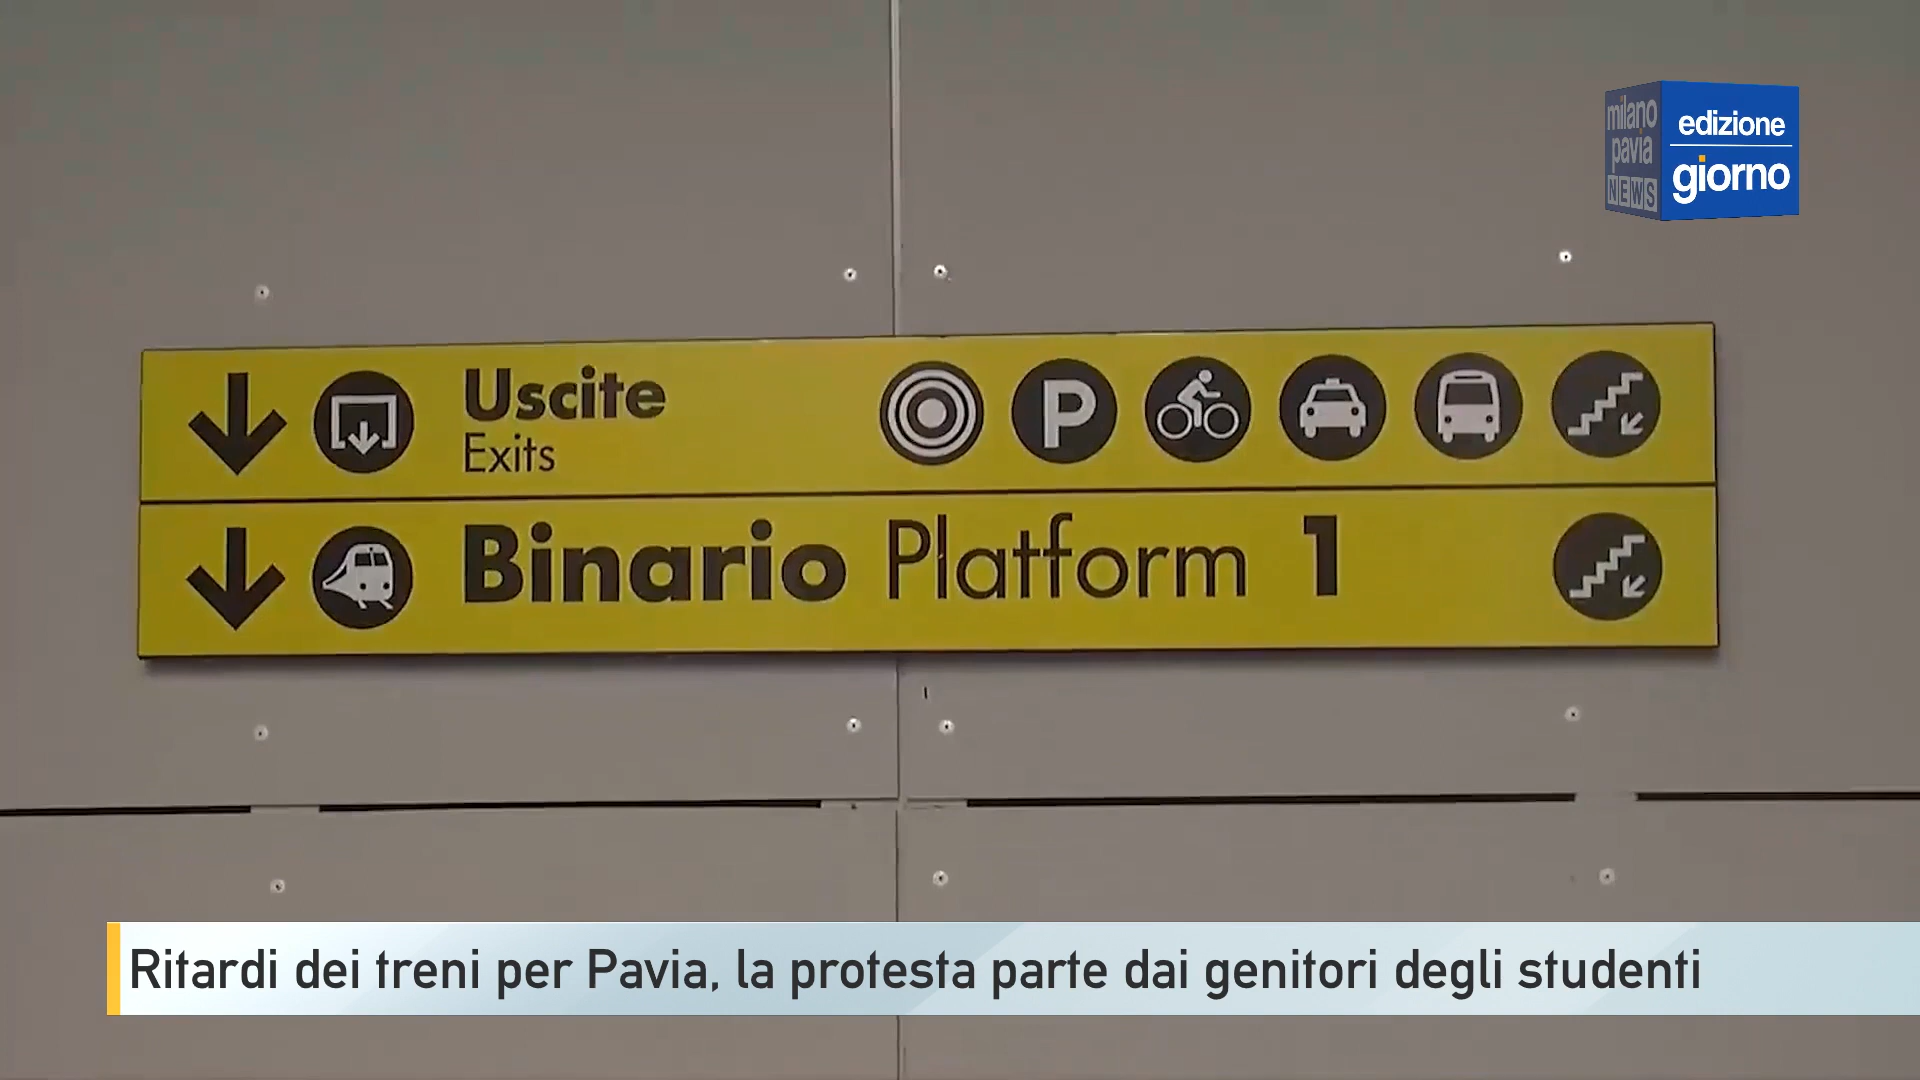 milano
pavia
NEWS
edizione
giorno
Uscite
Exits
P
Binario Platform 1
Ritardi dei treni per Pavia, la protesta parte dai genitori degli studenti